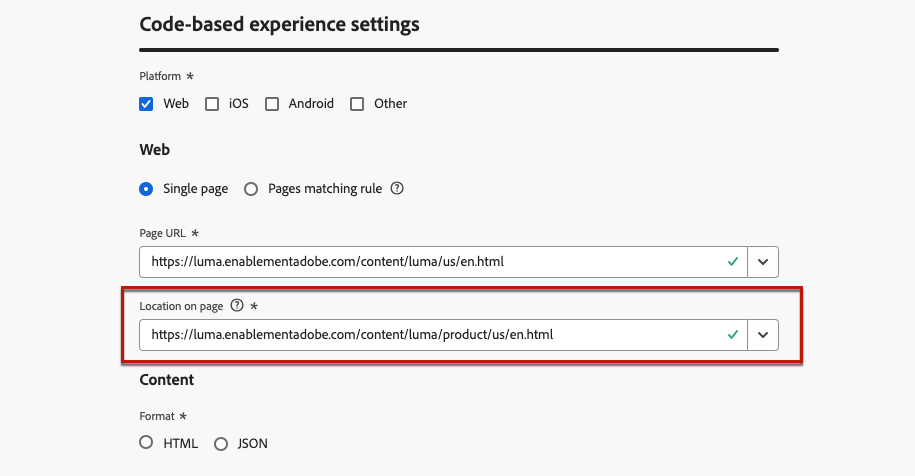 Code-based experience settings
Platform *
Web iOS Android Other
Web
Single page Pages matching rule ?
Page URL *
https://luma.enablementadobe.com/content/luma/us/en.html
Location on page ? *
https://luma.enablementadobe.com/content/luma/product/us/en.html
Content
Format *
HTML JSON